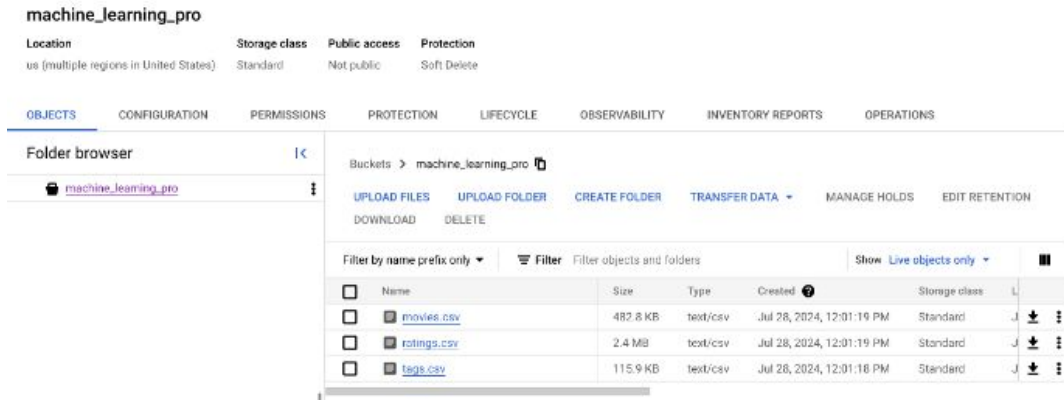 machine_learning_pro
Location Storage class Public access Protection
us (multiple regions in United States) Standard Not public Soft Delete
OBJECTS CONFIGURATION PERMISSIONS PROTECTION LIFECYCLE OBSERVABILITY INVENTORY REPORTS OPERATIONS
Folder browser
machine_learning_pro
Buckets > machine_learning_pro
UPLOAD FILES UPLOAD FOLDER CREATE FOLDER TRANSFER DATA MANAGE HOLDS EDIT RETENTION
DOWNLOAD DELETE
Filter by name prefix only Filter Filter objects and folders Show Live objects only
Name Size Type Created Storage class L
movies.csv 482.8 KB text/csv Jul 28, 2024, 12:01:19 PM Standard J
ratings.csv 2.4 MB text/csv Jul 28, 2024, 12:01:19 PM Standard J
tags.csv 115.9 KB text/csv Jul 28, 2024, 12:01:18 PM Standard J